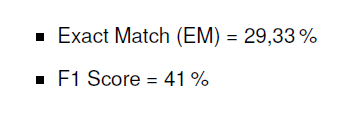 ▪ Exact Match (EM) = 29,33 %
▪ F1 Score = 41 %